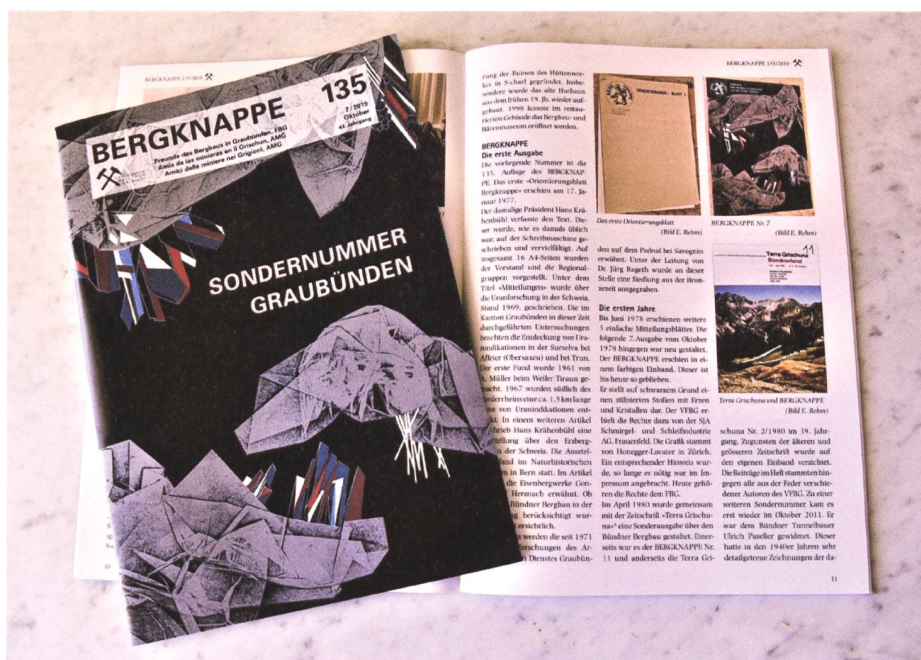 BERGKNAPPE
135
2/2019
Oktober
43. Jahrgang
Freunde des Bergbaus in Graubünden, FBG
Amis da las minieras en il Grischun, AMG
Amici delle miniere nei Grigioni, AMG
SONDERNUMMER
GRAUBÜNDEN
BERGKNAPPE 135/2019
10
BERGKNAPPE 135/2019
rung der Ruinen des Hüttenwer-
kes in S-charl gegründet. Insbe-
sondere wurde das alte Huthaus
aus dem frühen 19. Jh. wieder auf-
gebaut. 1998 konnte im restau-
rierten Gebäude das Bergbau- und
Bärenmuseum eröffnet werden.
BERGKNAPPE
Die erste Ausgabe
Die vorliegende Nummer ist die
135. Auflage des BERGKNAP-
PE. Das erste «Orientierungsblatt
Bergknappe» erschien am 17. Ja-
nuar 1977.
Der damalige Präsident Hans Krä-
henbühl verfasste den Text. Die-
ser wurde, wie es damals üblich
war, auf der Schreibmaschine ge-
schrieben und vervielfältigt. Auf
insgesamt 16 A4-Seiten wurden
der Vorstand und die Regional-
gruppen vorgestellt. Unter dem
Titel «Mitteilungen» wurde über
die Uranforschung in der Schweiz,
Stand 1969, geschrieben. Die im
Kanton Graubünden in dieser Zeit
durchgeführten Untersuchungen
brachten die Entdeckung von Ura-
nindikationen in der Surselva bei
Affeier (Obersaxen) und bei Trun.
Der erste Fund wurde 1961 von
Müller beim Weiler Tiraun ge-
macht. 1967 wurden südlich des
eine ca. 1,5 km lange
von Uranindikationen ent-
kt. In einem weiteren Artikel
Hans Krähenbühl eine
über den Erzberg-
der Schweiz. Die Ausstel-
fand im Naturhistorischen
in Bern statt. Im Artikel
die Eisenbergwerke Gon-
Herznach erwähnt. Ob
Bündner Bergbau in der
berücksichtigt wur-
ersichtlich.
werden die seit 1971
Forschungen des Ar-
Dienstes Graubün-
ORIENTIERUNGS-BLATT 1
Das erste Orientierungsblatt
(Bild E. Rehm)
BERGKNAPPE Nr. 7
(Bild E. Rehm)
den auf dem Padnal bei Savognin
erwähnt. Unter der Leitung von
Dr. Jürg Rageth wurde an dieser
Stelle eine Siedlung aus der Bron-
zezeit ausgegraben.
Die ersten Jahre
Bis Juni 1978 erschienen weitere
5 einfache Mitteilungsblätter. Die
folgende 7. Ausgabe vom Oktober
1978 hingegen war neu gestaltet.
Der BERGKNAPPE erschien in ei-
nem farbigen Einband. Dieser ist
bis heute so geblieben.
Er stellt auf schwarzem Grund ei-
nen stilisierten Stollen mit Erzen
und Kristallen dar. Der VFBG er-
hielt die Rechte dazu von der SJA
Schmirgel- und Schleifindustrie
AG, Frauenfeld. Die Grafik stammt
von Honegger-Lavater in Zürich.
Ein entsprechender Hinweis wur-
de, so lange es nötig war im Im-
pressum angebracht. Heute gehö-
ren die Rechte dem FBG.
Im April 1980 wurde gemeinsam
mit der Zeitschrift «Terra Grischu-
na»⁶ eine Sonderausgabe über den
Bündner Bergbau gestaltet. Einer-
seits war es der BERGKNAPPE Nr.
11 und anderseits die Terra Gri-
11
Terra Grischuna
Bündnerland
Terra Grischuna und BERGKNAPPE
(Bild E. Rehm)
schuna Nr. 2/1980 im 39. Jahr-
gang. Zugunsten der älteren und
grösseren Zeitschrift wurde auf
den eigenen Einband verzichtet.
Die Beiträge im Heft stammten hin-
gegen alle aus der Feder verschie-
dener Autoren des VFBG. Zu einer
weiteren Sondernummer kam es
erst wieder im Oktober 2011. Er
war dem Bündner Tunnelbauer
Ulrich Pazeller gewidmet. Dieser
hatte in den 1940er Jahren sehr
detailgetreue Zeichnungen der da-
11